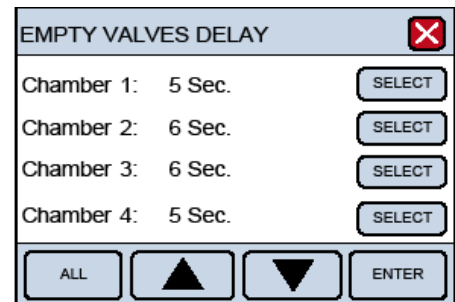 EMPTY VALVES DELAY
Chamber 1: 5 Sec. SELECT
Chamber 2: 6 Sec. SELECT
Chamber 3: 6 Sec. SELECT
Chamber 4: 5 Sec. SELECT
ALL ENTER